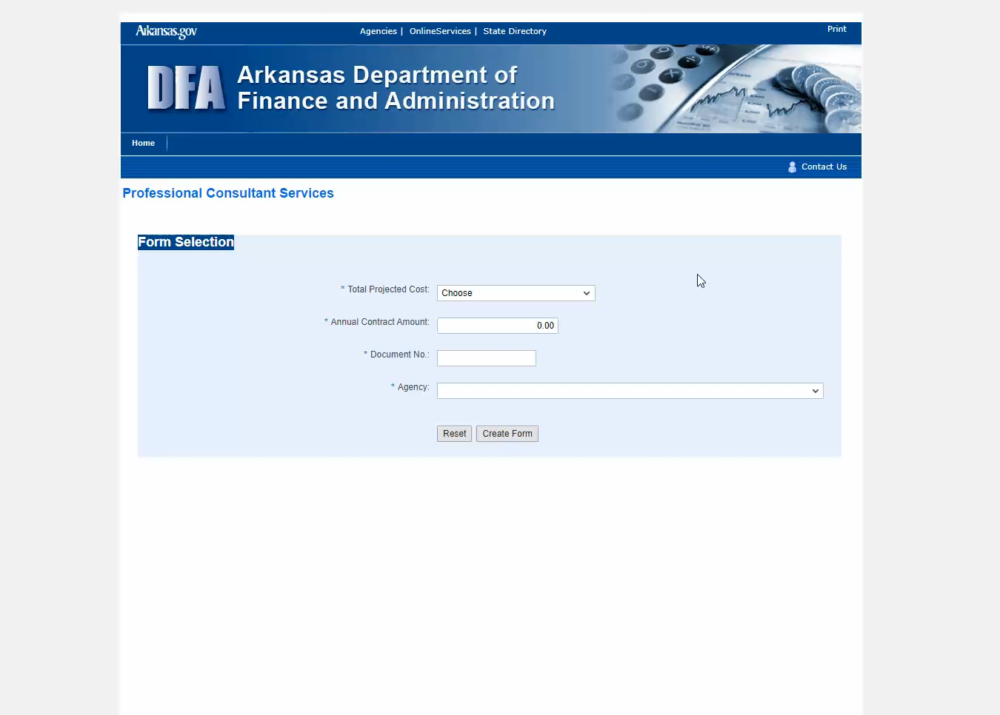 Arkansas.gov
Agencies | OnlineServices | State Directory
Print
DFA
Arkansas Department of
Finance and Administration
Home
Contact Us
Professional Consultant Services
Form Selection
* Total Projected Cost: Choose
* Annual Contract Amount: 0.00
* Document No.:
* Agency:
Reset Create Form